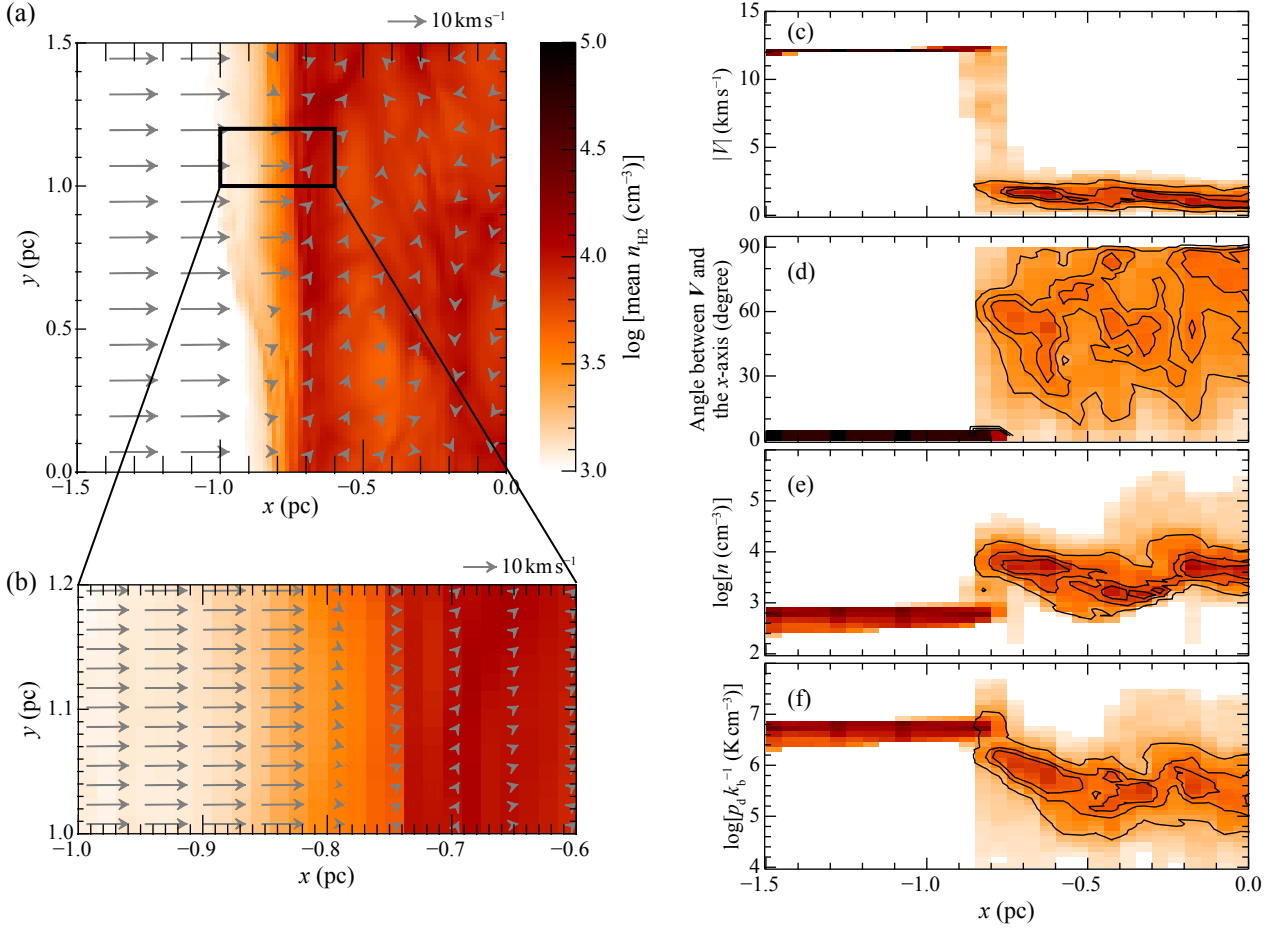 (a)
10 km s⁻¹
1.5
1.0
0.5
0.0
y (pc)
−1.5
−1.0
−0.5
0.0
x (pc)
5.0
4.5
4.0
3.5
3.0
log [mean n_H2 (cm⁻³)]
(b)
10 km s⁻¹
1.2
1.1
1.0
y (pc)
−1.0
−0.9
−0.8
−0.7
−0.6
x (pc)
(c)
15
10
5
0
|V| (km s⁻¹)
(d)
90
60
30
0
Angle between V and
the x-axis (degree)
(e)
5
4
3
2
log[n (cm⁻³)]
(f)
7
6
5
4
log[p_d k_b⁻¹ (K cm⁻³)]
−1.5
−1.0
−0.5
0.0
x (pc)